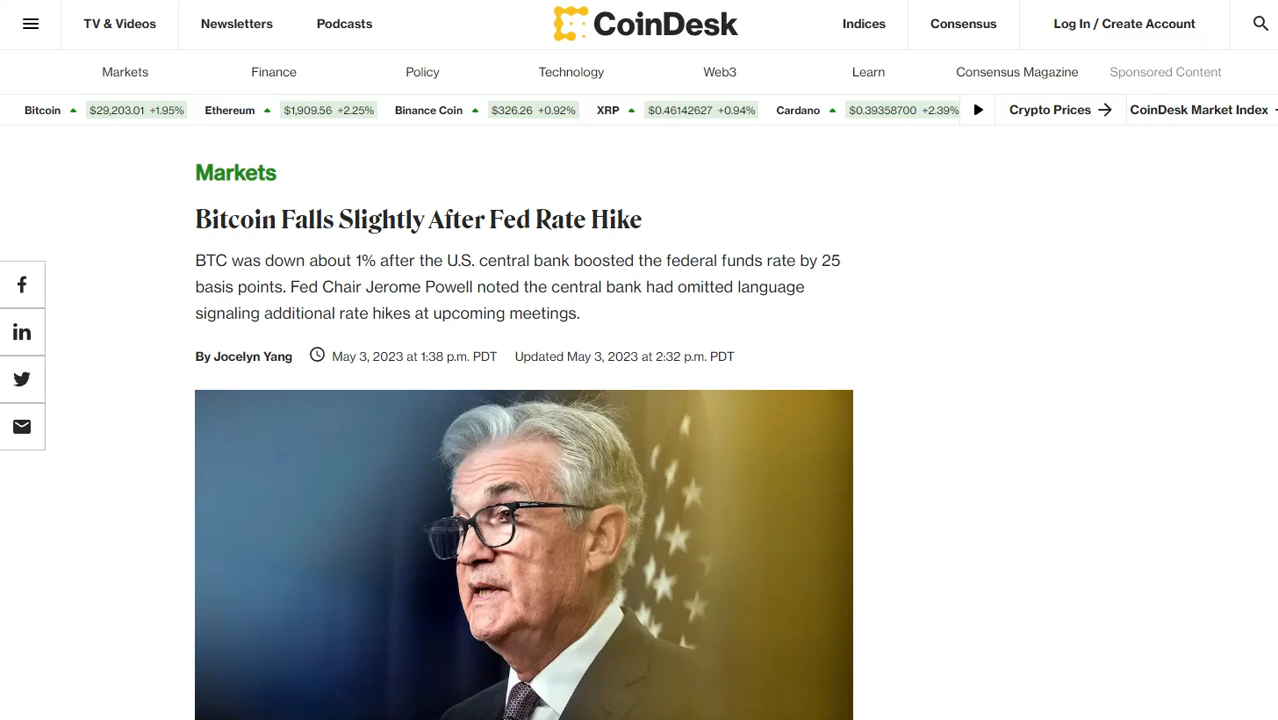 TV & Videos Newsletters Podcasts CoinDesk Indices Consensus Log In / Create Account
Markets Finance Policy Technology Web3 Learn Consensus Magazine Sponsored Content
Bitcoin $29,203.01 +1.95% Ethereum $1,909.56 +2.25% Binance Coin $326.26 +0.92% XRP $0.46142627 +0.94% Cardano $0.39358700 +2.39% Crypto Prices CoinDesk Market Index
Markets
Bitcoin Falls Slightly After Fed Rate Hike
BTC was down about 1% after the U.S. central bank boosted the federal funds rate by 25
basis points. Fed Chair Jerome Powell noted the central bank had omitted language
signaling additional rate hikes at upcoming meetings.
By Jocelyn Yang May 3, 2023 at 1:38 p.m. PDT Updated May 3, 2023 at 2:32 p.m. PDT